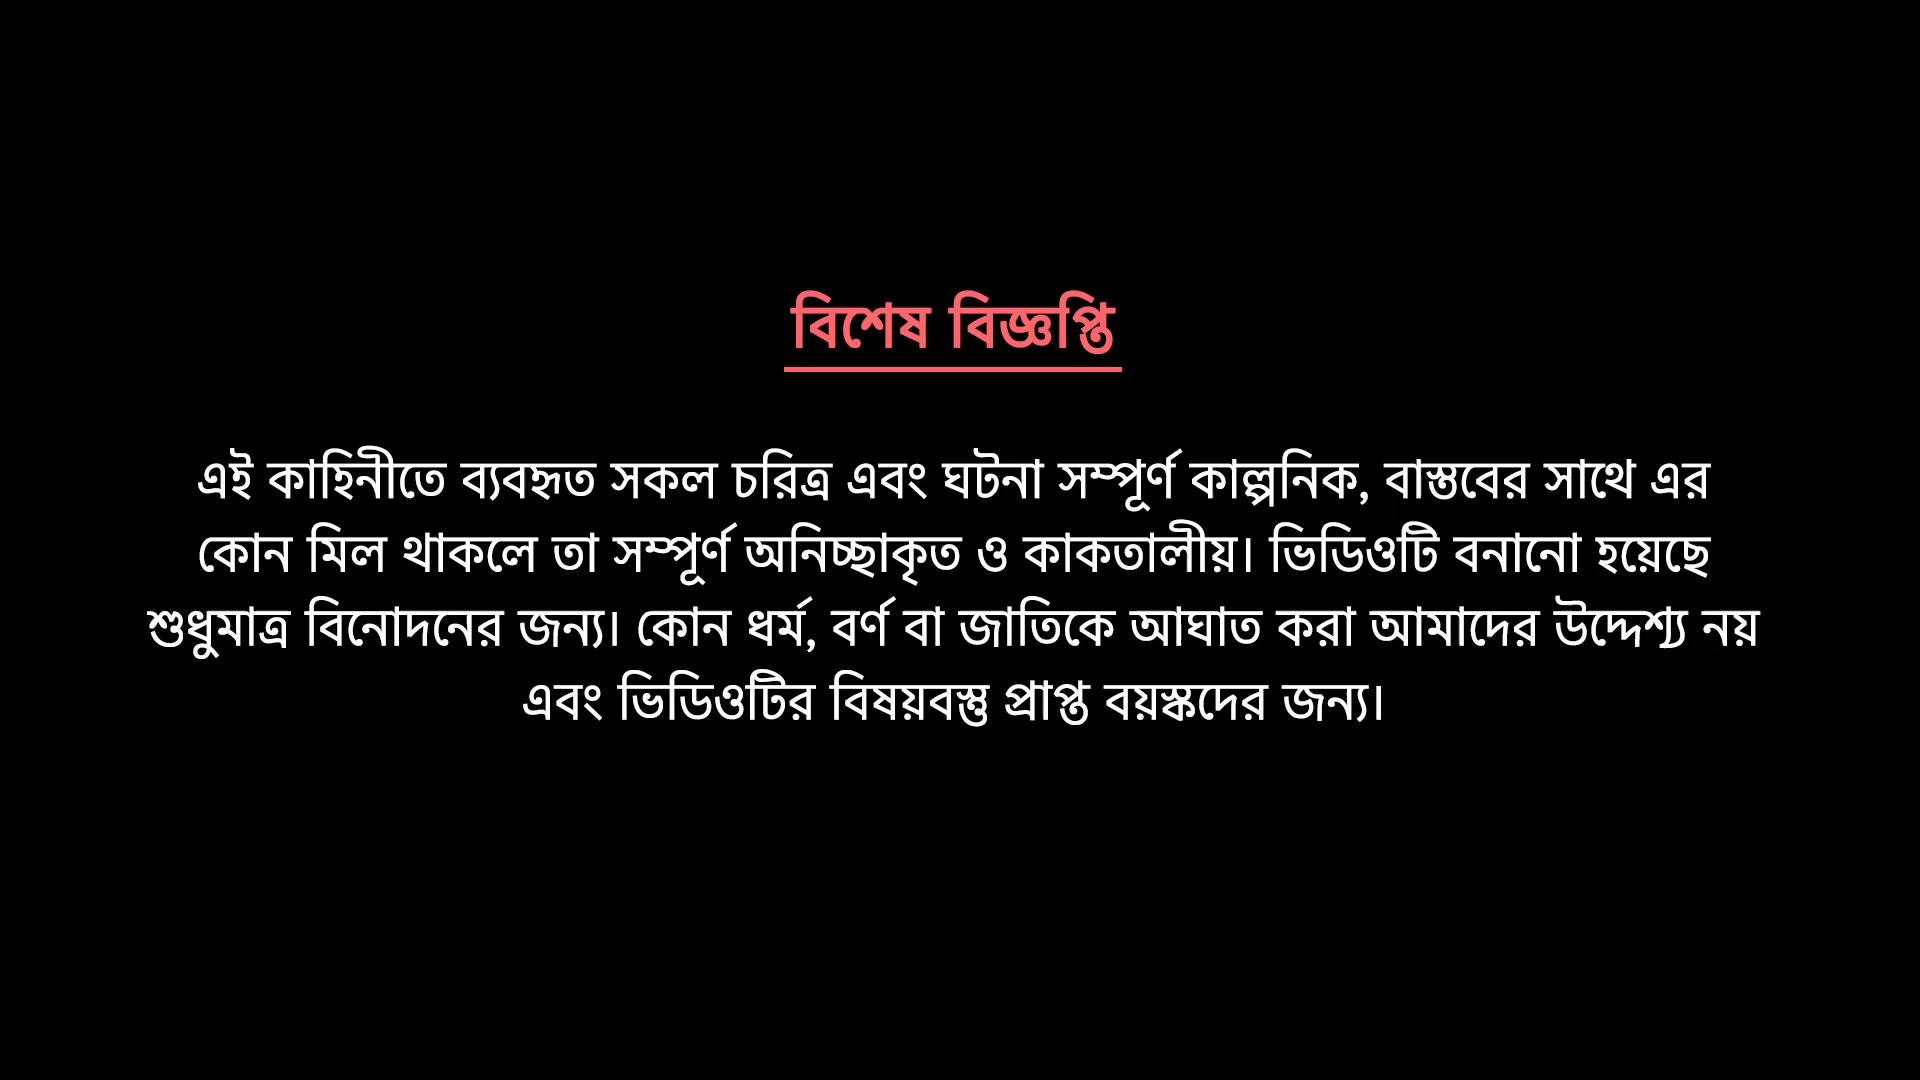 বিশেষ বিজ্ঞপ্তি
এই কাহিনীতে ব্যবহৃত সকল চরিত্র এবং ঘটনা সম্পূর্ণ কাল্পনিক, বাস্তবের সাথে এর
কোন মিল থাকলে তা সম্পূর্ণ অনিচ্ছাকৃত ও কাকতালীয়। ভিডিওটি বনানো হয়েছে
শুধুমাত্র বিনোদনের জন্য। কোন ধর্ম, বর্ণ বা জাতিকে আঘাত করা আমাদের উদ্দেশ্য নয়
এবং ভিডিওটির বিষয়বস্তু প্রাপ্ত বয়স্কদের জন্য।